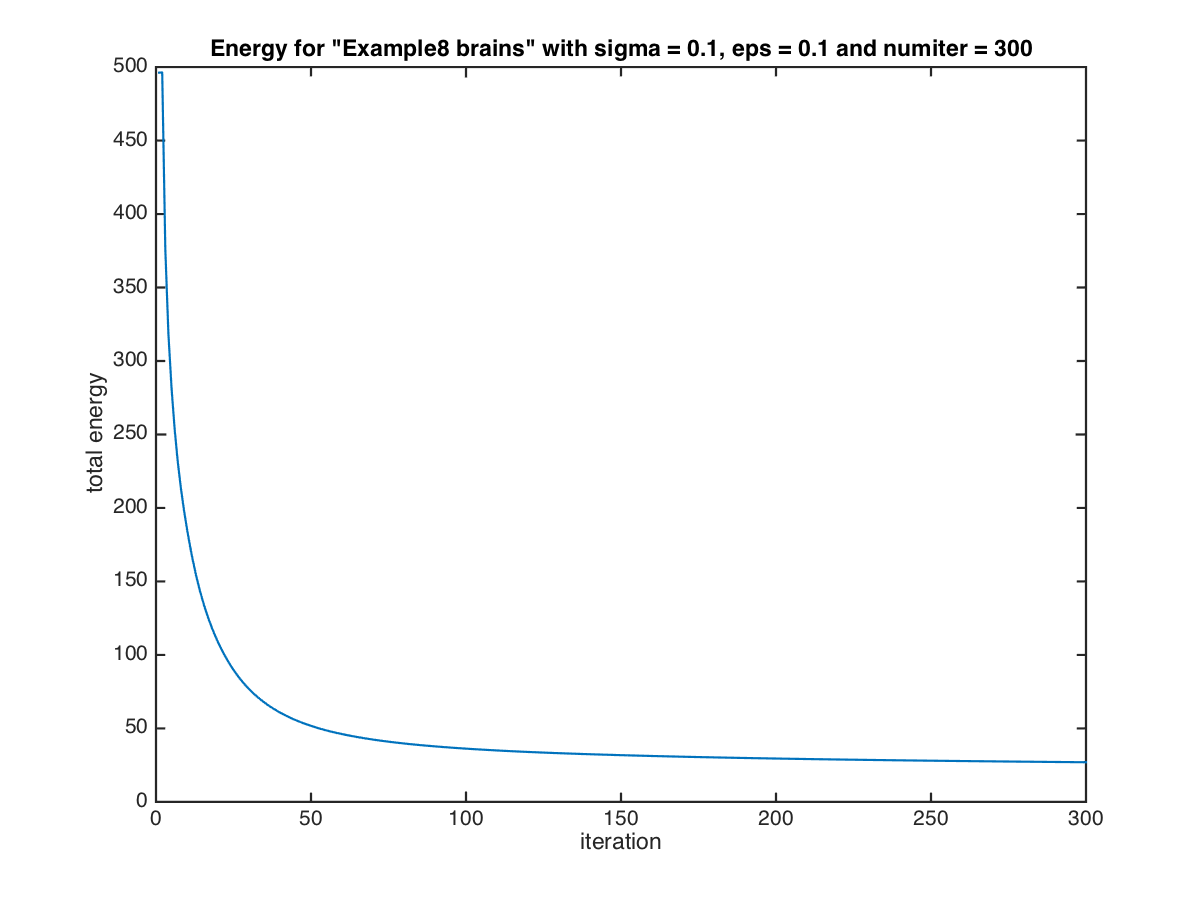 Energy for "Example8 brains" with sigma = 0.1, eps = 0.1 and numiter = 300
500
450
400
350
300
250
200
150
100
50
0
total energy
0 50 100 150 200 250 300
iteration